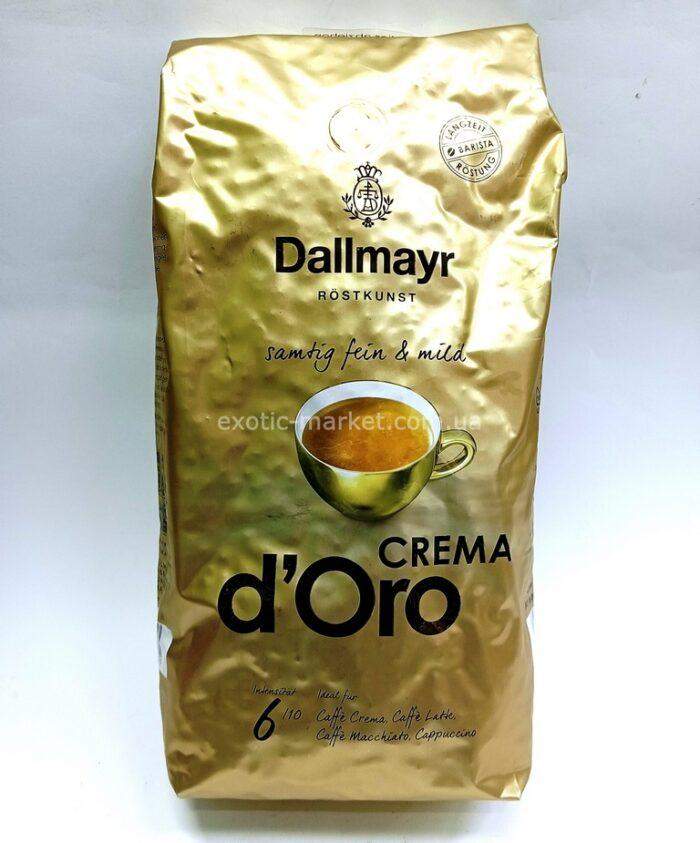 LANGZEIT
BARISTA
RÖSTUNG
Dallmayr
RÖSTKUNST
samtig fein & mild
exotic-market.com.ua
CREMA
d'Oro
Intensität
6/10
Ideal für
Caffè Crema, Caffè Latte,
Caffè Macchiato, Cappuccino